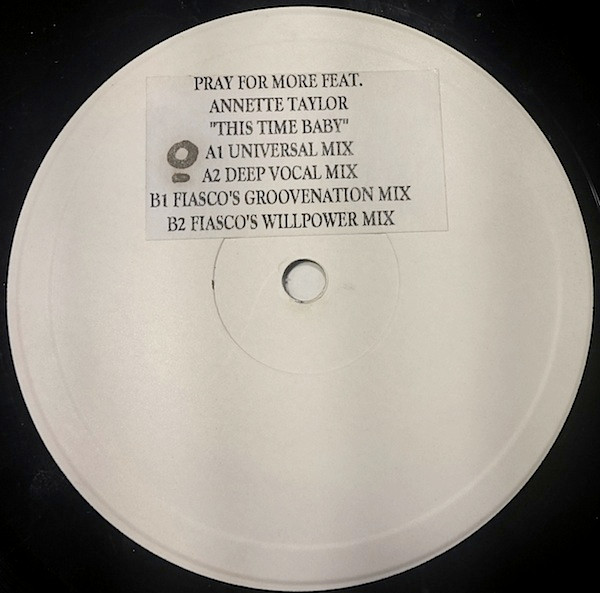 PRAY FOR MORE FEAT.
ANNETTE TAYLOR
"THIS TIME BABY"
A1 UNIVERSAL MIX
A2 DEEP VOCAL MIX
B1 FIASCO'S GROOVENATION MIX
B2 FIASCO'S WILLPOWER MIX